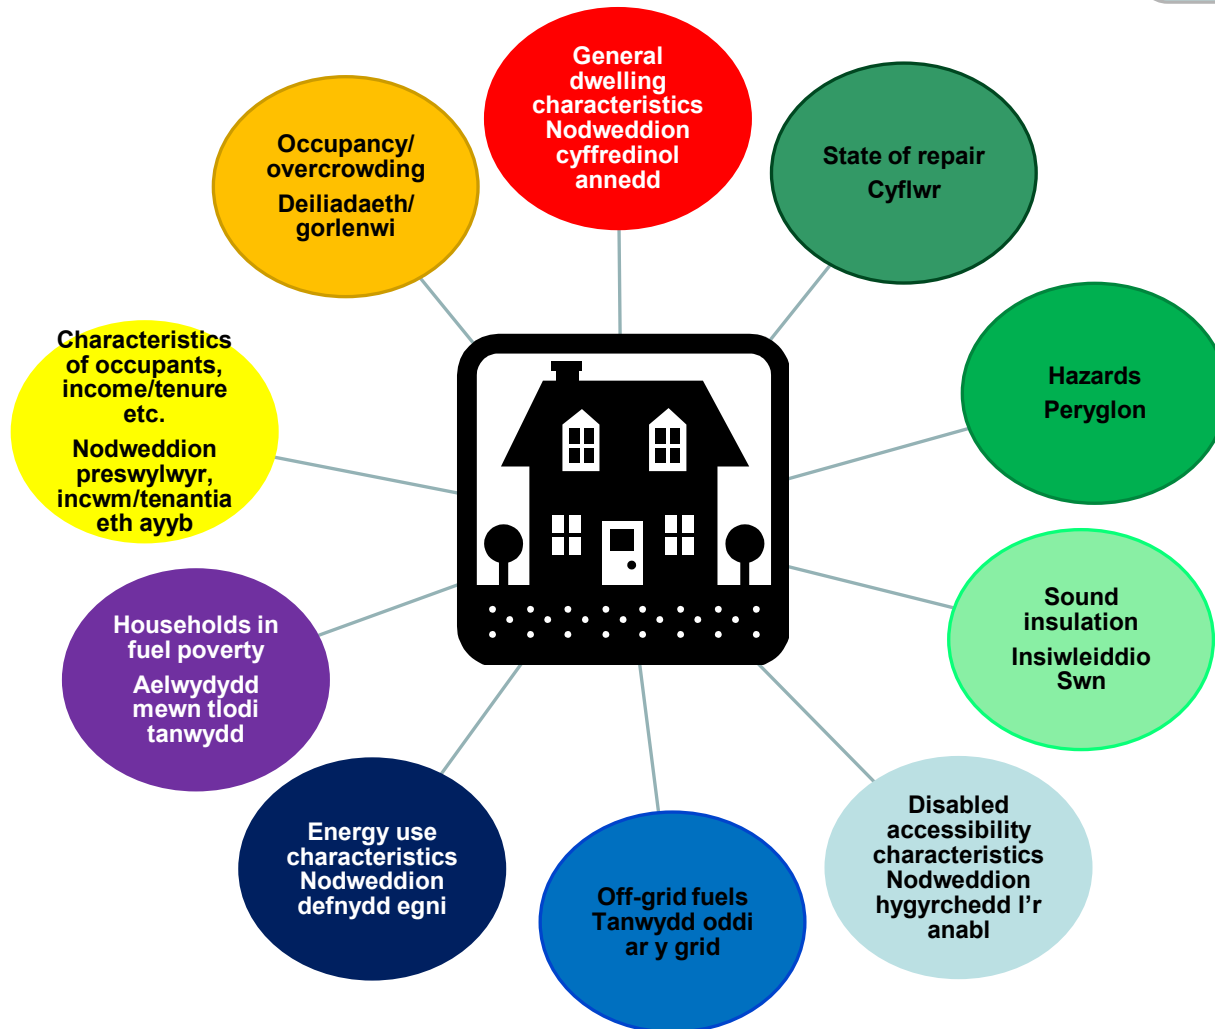 General
dwelling
characteristics
Nodweddion
cyffredinol
annedd
State of repair
Cyflwr
Hazards
Peryglon
Sound
insulation
Insiwleiddio
Swn
Disabled
accessibility
characteristics
Nodweddion
hygyrchedd I'r
anabl
Off-grid fuels
Tanwydd oddi
ar y grid
Energy use
characteristics
Nodweddion
defnydd egni
Households in
fuel poverty
Aelwydydd
mewn tlodi
tanwydd
Characteristics
of occupants,
income/tenure
etc.
Nodweddion
preswylwyr,
incwm/tenantia
eth ayyb
Occupancy/
overcrowding
Deiliadaeth/
gorlenwi